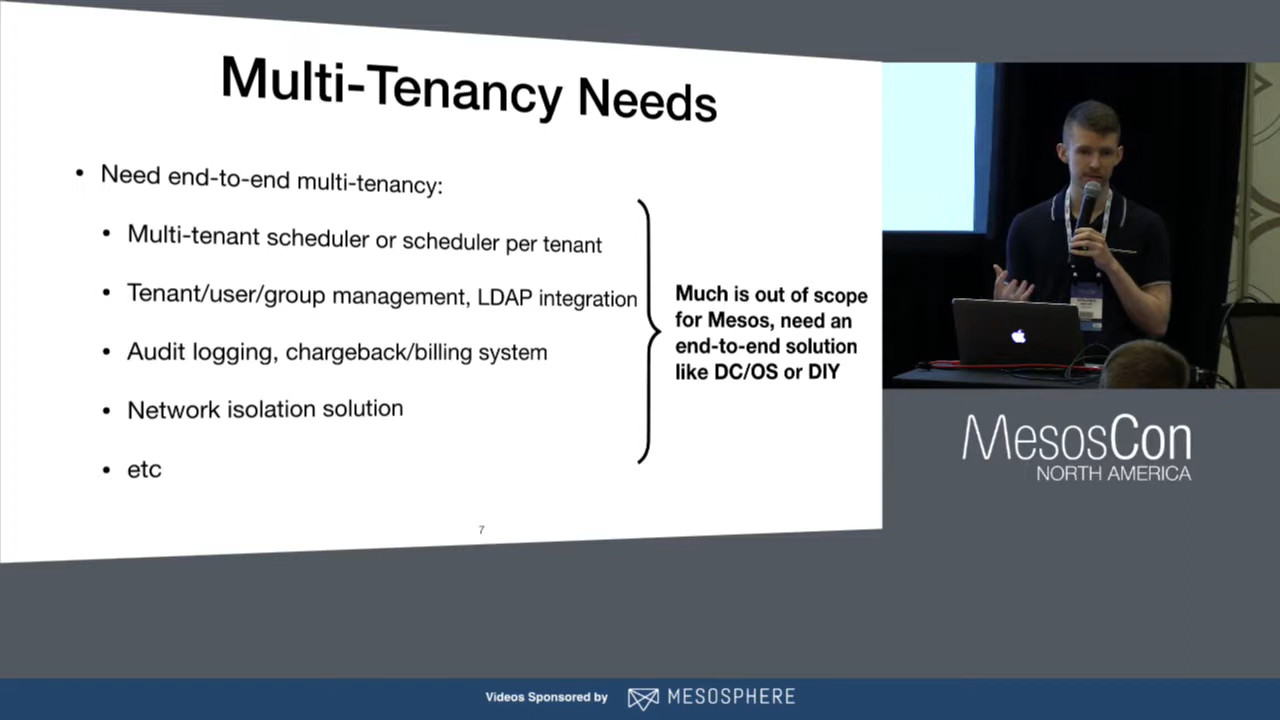 Multi-Tenancy Needs
• Need end-to-end multi-tenancy:
• Multi-tenant scheduler or scheduler per tenant
• Tenant/user/group management, LDAP integration
• Audit logging, chargeback/billing system
• Network isolation solution
• etc
Much is out of scope
for Mesos, need an
end-to-end solution
like DC/OS or DIY
7
MesosCon
NORTH AMERICA
Videos Sponsored by MESOSPHERE